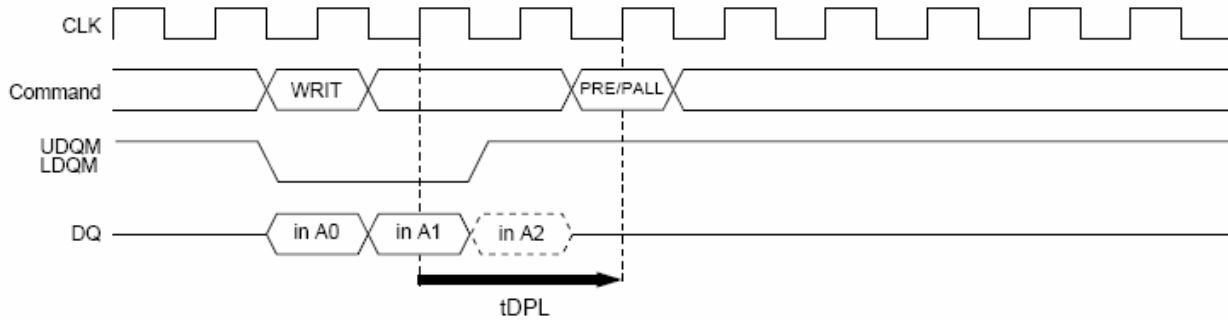 CLK
Command
WRIT
PRE/PALL
UDQM
LDQM
DQ
in A0
in A1
in A2
tDPL